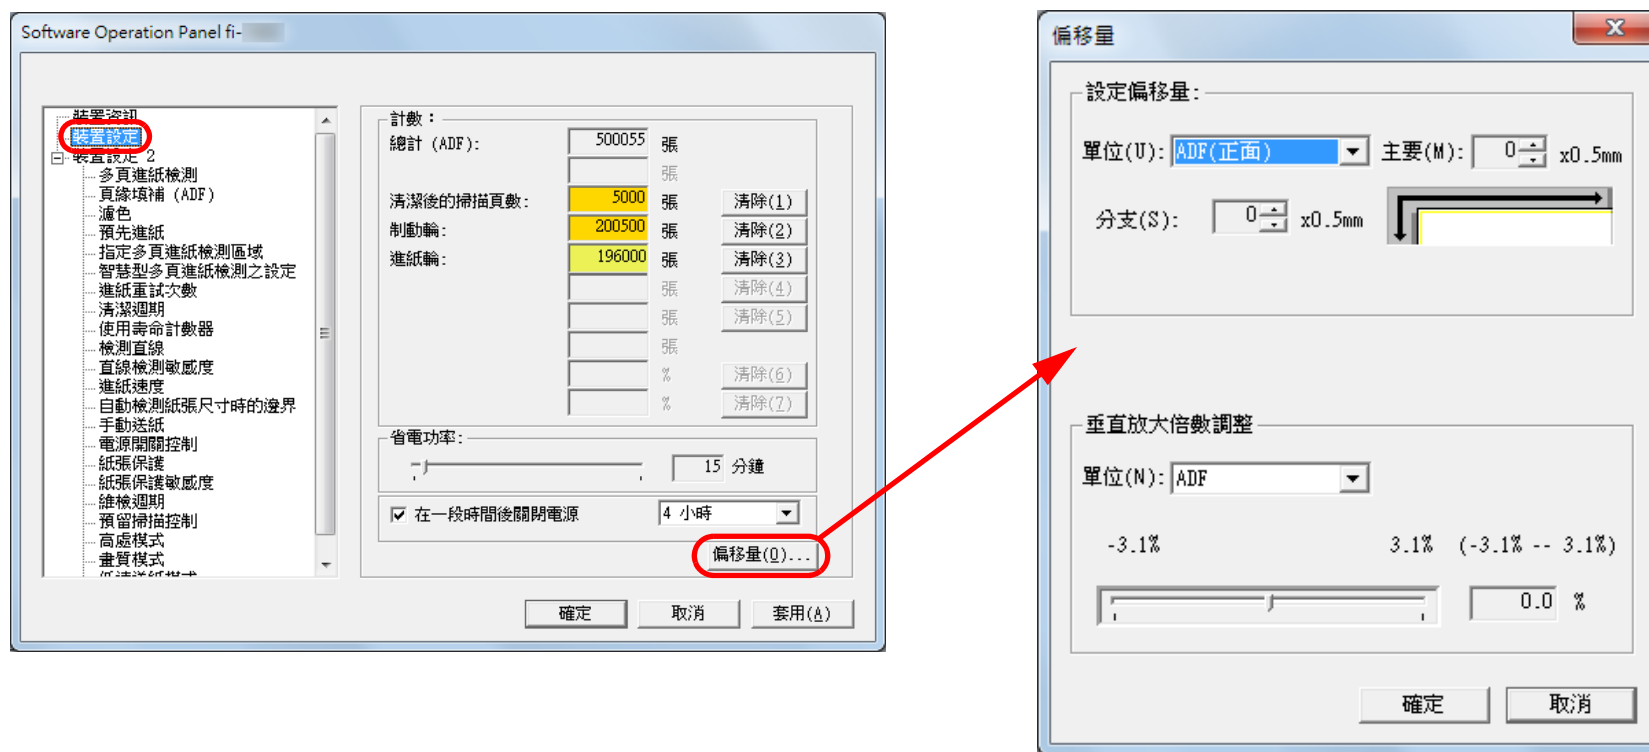 Software Operation Panel fi-
裝置資訊
裝置設定
裝置設定 2
多頁進紙檢測
頁緣填補 (ADF)
濾色
預先進紙
指定多頁進紙檢測區域
智慧型多頁進紙檢測之設定
進紙重試次數
清潔週期
使用壽命計數器
檢測直線
直線檢測敏感度
進紙速度
自動檢測紙張尺寸時的邊界
手動送紙
電源開關控制
紙張保護
紙張保護敏感度
維檢週期
預留掃描控制
高處模式
畫質模式
低速送紙模式
計數：
總計 (ADF): 500055 張
張
清潔後的掃描頁數: 5000 張 清除(1)
制動輪: 200500 張 清除(2)
進紙輪: 196000 張 清除(3)
張 清除(4)
張 清除(5)
張
% 清除(6)
% 清除(7)
省電功率:
15 分鐘
在一段時間後關閉電源 4 小時
偏移量(O)...
確定 取消 套用(A)
偏移量
設定偏移量:
單位(U): ADF(正面) 主要(M): 0 x0.5mm
分支(S): 0 x0.5mm
垂直放大倍數調整
單位(N): ADF
-3.1% 3.1% (-3.1% -- 3.1%)
0.0 %
確定 取消